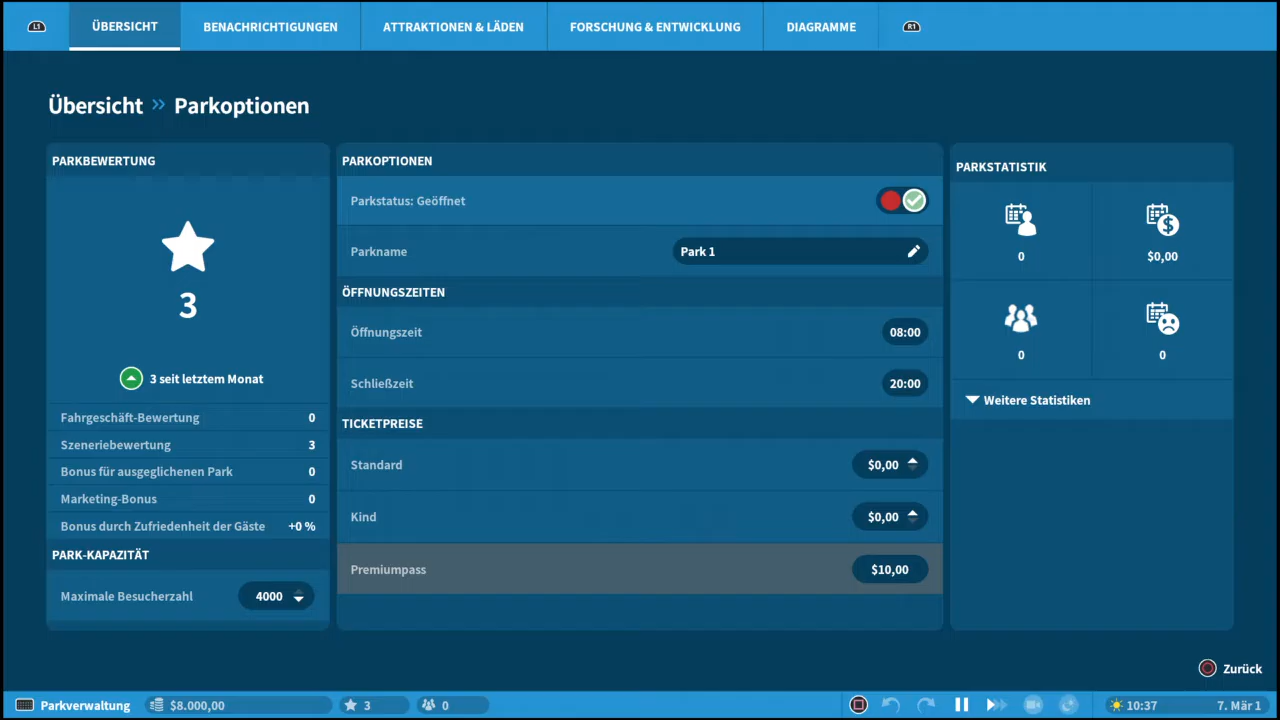 L1 ÜBERSICHT BENACHRICHTIGUNGEN ATTRAKTIONEN & LÄDEN FORSCHUNG & ENTWICKLUNG DIAGRAMME R1
Übersicht » Parkoptionen
PARKBEWERTUNG
3
3 seit letztem Monat
Fahrgeschäft-Bewertung 0
Szeneriebewertung 3
Bonus für ausgeglichenen Park 0
Marketing-Bonus 0
Bonus durch Zufriedenheit der Gäste +0 %
PARK-KAPAZITÄT
Maximale Besucherzahl 4000
PARKOPTIONEN
Parkstatus: Geöffnet
Parkname Park 1
ÖFFNUNGSZEITEN
Öffnungszeit 08:00
Schließzeit 20:00
TICKETPREISE
Standard $0,00
Kind $0,00
Premiumpass $10,00
PARKSTATISTIK
0 $0,00
0 0
Weitere Statistiken
Zurück
Parkverwaltung $8.000,00 3 0 10:37 7. Mär 1